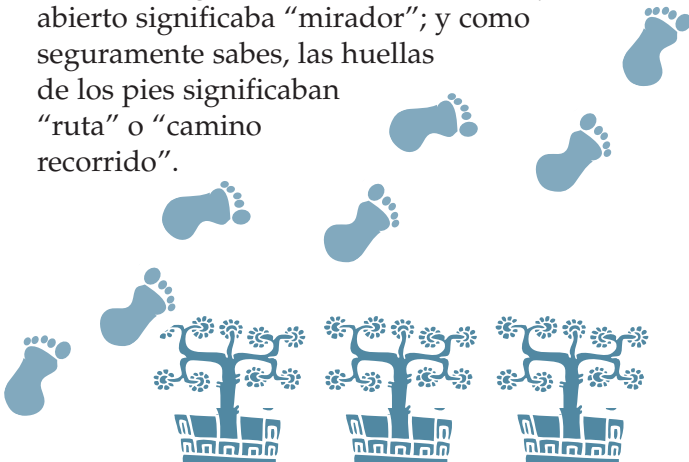 abierto significaba “mirador”; y como
seguramente sabes, las huellas
de los pies significaban
“ruta” o “camino
recorrido”.